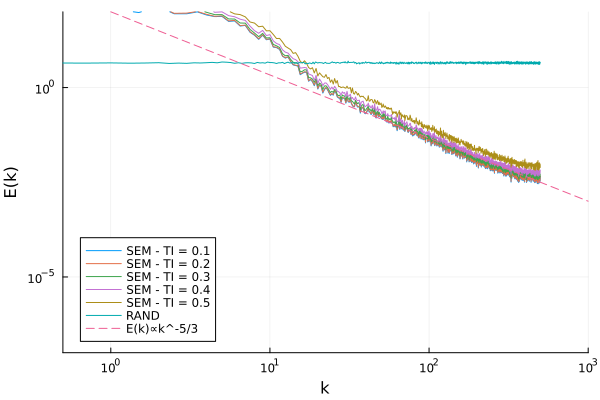 E(k)
10^0
10^-5
SEM - TI = 0.1
SEM - TI = 0.2
SEM - TI = 0.3
SEM - TI = 0.4
SEM - TI = 0.5
RAND
E(k)∝k^-5/3
10^0 10^1 10^2 10^3
k